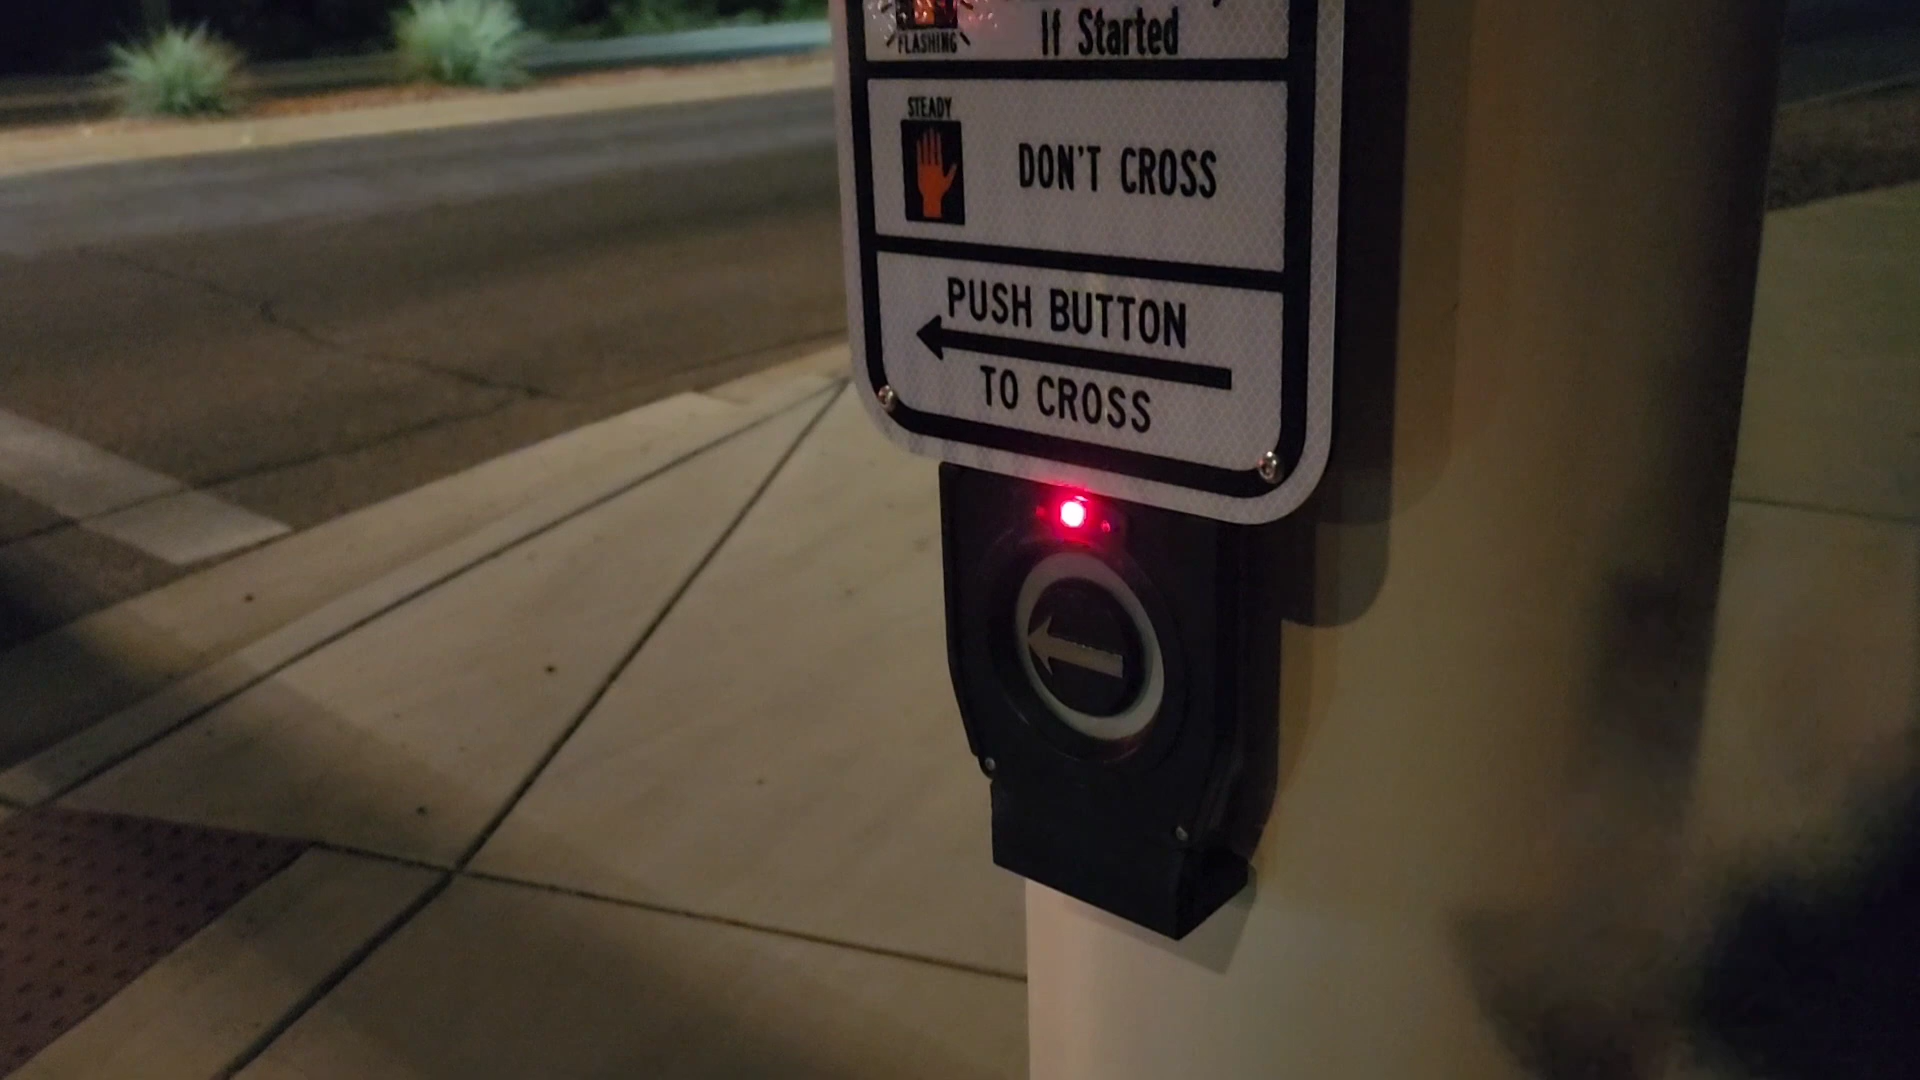 FLASHING
If Started
STEADY
DON'T CROSS
PUSH BUTTON
TO CROSS